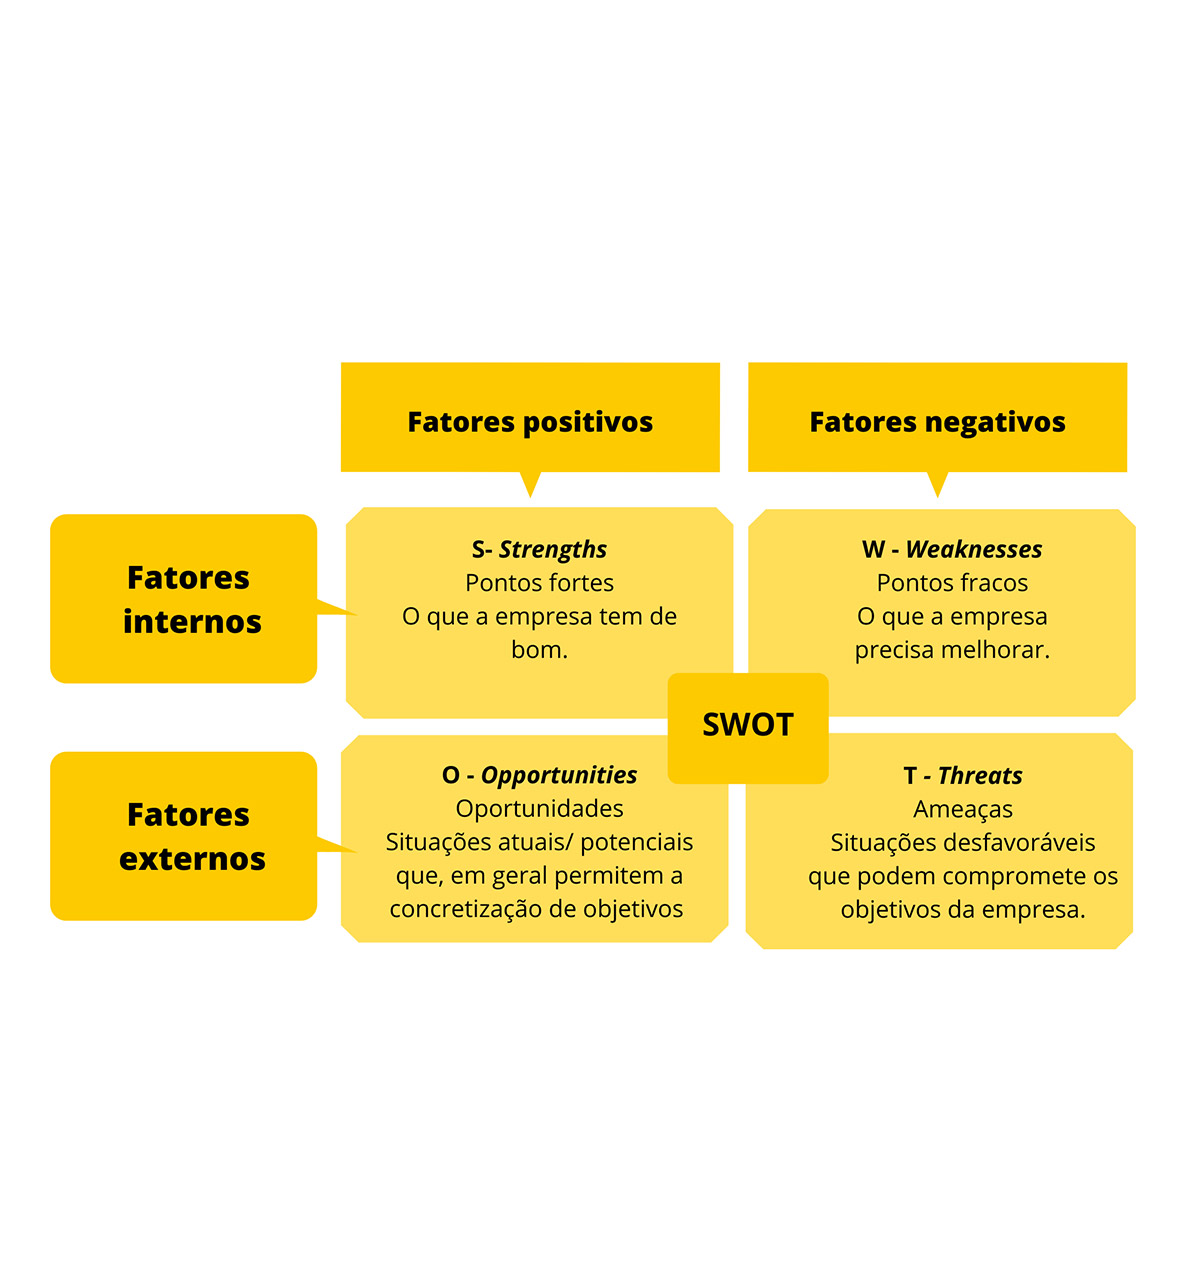 Fatores positivos
Fatores negativos
Fatores
internos
S- Strengths
Pontos fortes
O que a empresa tem de
bom.
W - Weaknesses
Pontos fracos
O que a empresa
precisa melhorar.
SWOT
Fatores
externos
O - Opportunities
Oportunidades
Situações atuais/ potenciais
que, em geral permitem a
concretização de objetivos
T - Threats
Ameaças
Situações desfavoráveis
que podem compromete os
objetivos da empresa.